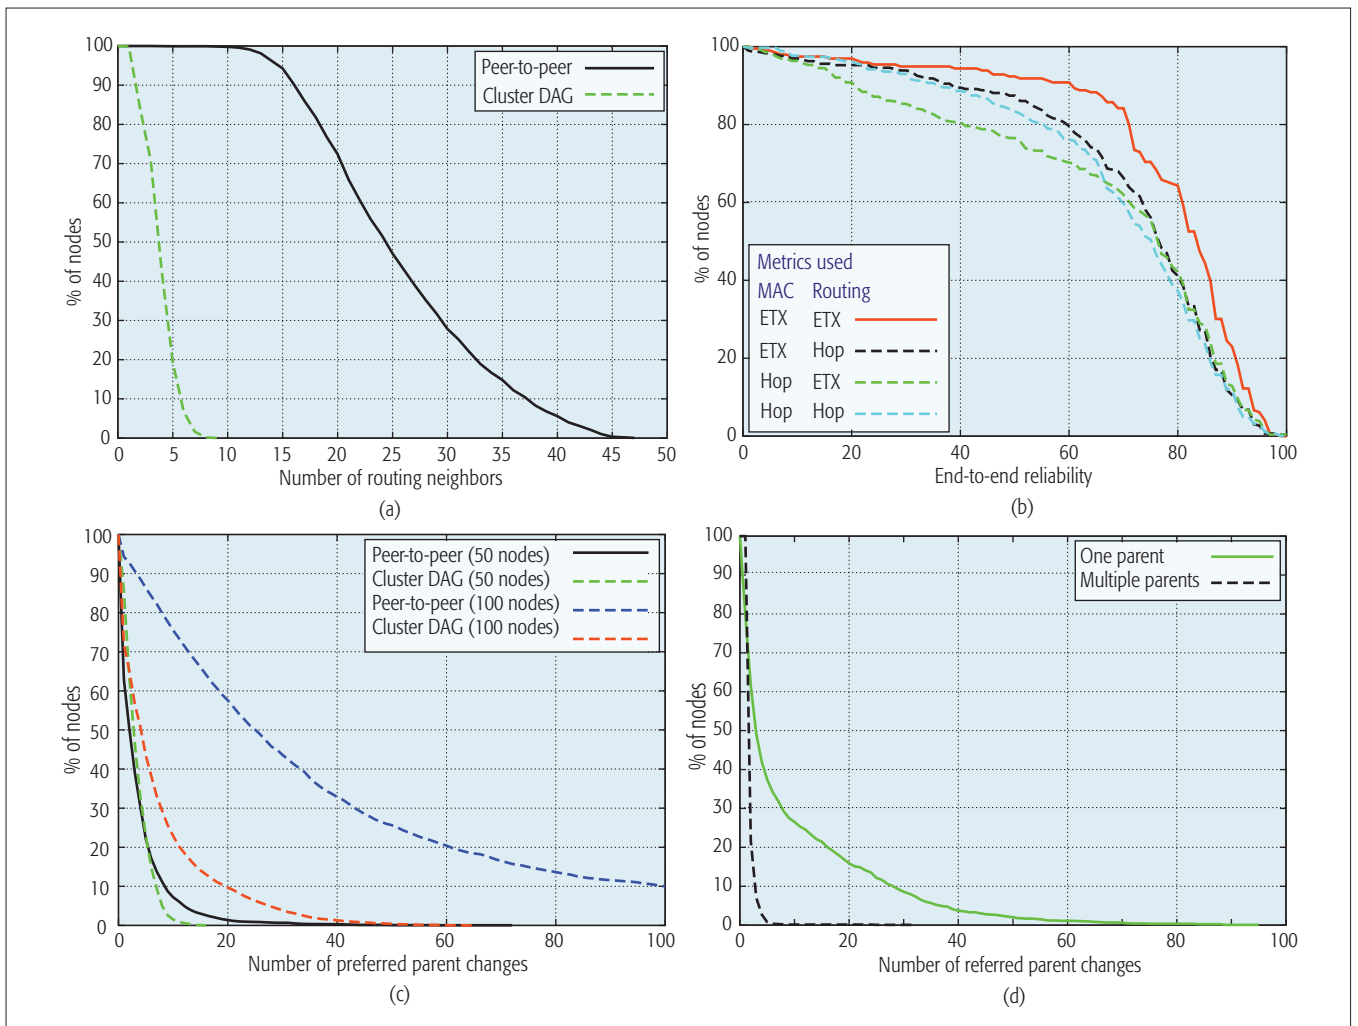 100
90
80
70
60
50
40
30
20
10
0
% of nodes
Peer-to-peer
Cluster DAG
0 5 10 15 20 25 30 35 40 45 50
Number of routing neighbors
(a)
100
80
60
40
20
0
% of nodes
Metrics used
MAC Routing
ETX ETX
ETX Hop
Hop ETX
Hop Hop
0 20 40 60 80 100
End-to-end reliability
(b)
100
90
80
70
60
50
40
30
20
10
0
% of nodes
Peer-to-peer (50 nodes)
Cluster DAG (50 nodes)
Peer-to-peer (100 nodes)
Cluster DAG (100 nodes)
0 20 40 60 80 100
Number of preferred parent changes
(c)
100
90
80
70
60
50
40
30
20
10
0
% of nodes
One parent
Multiple parents
0 20 40 60 80 100
Number of referred parent changes
(d)